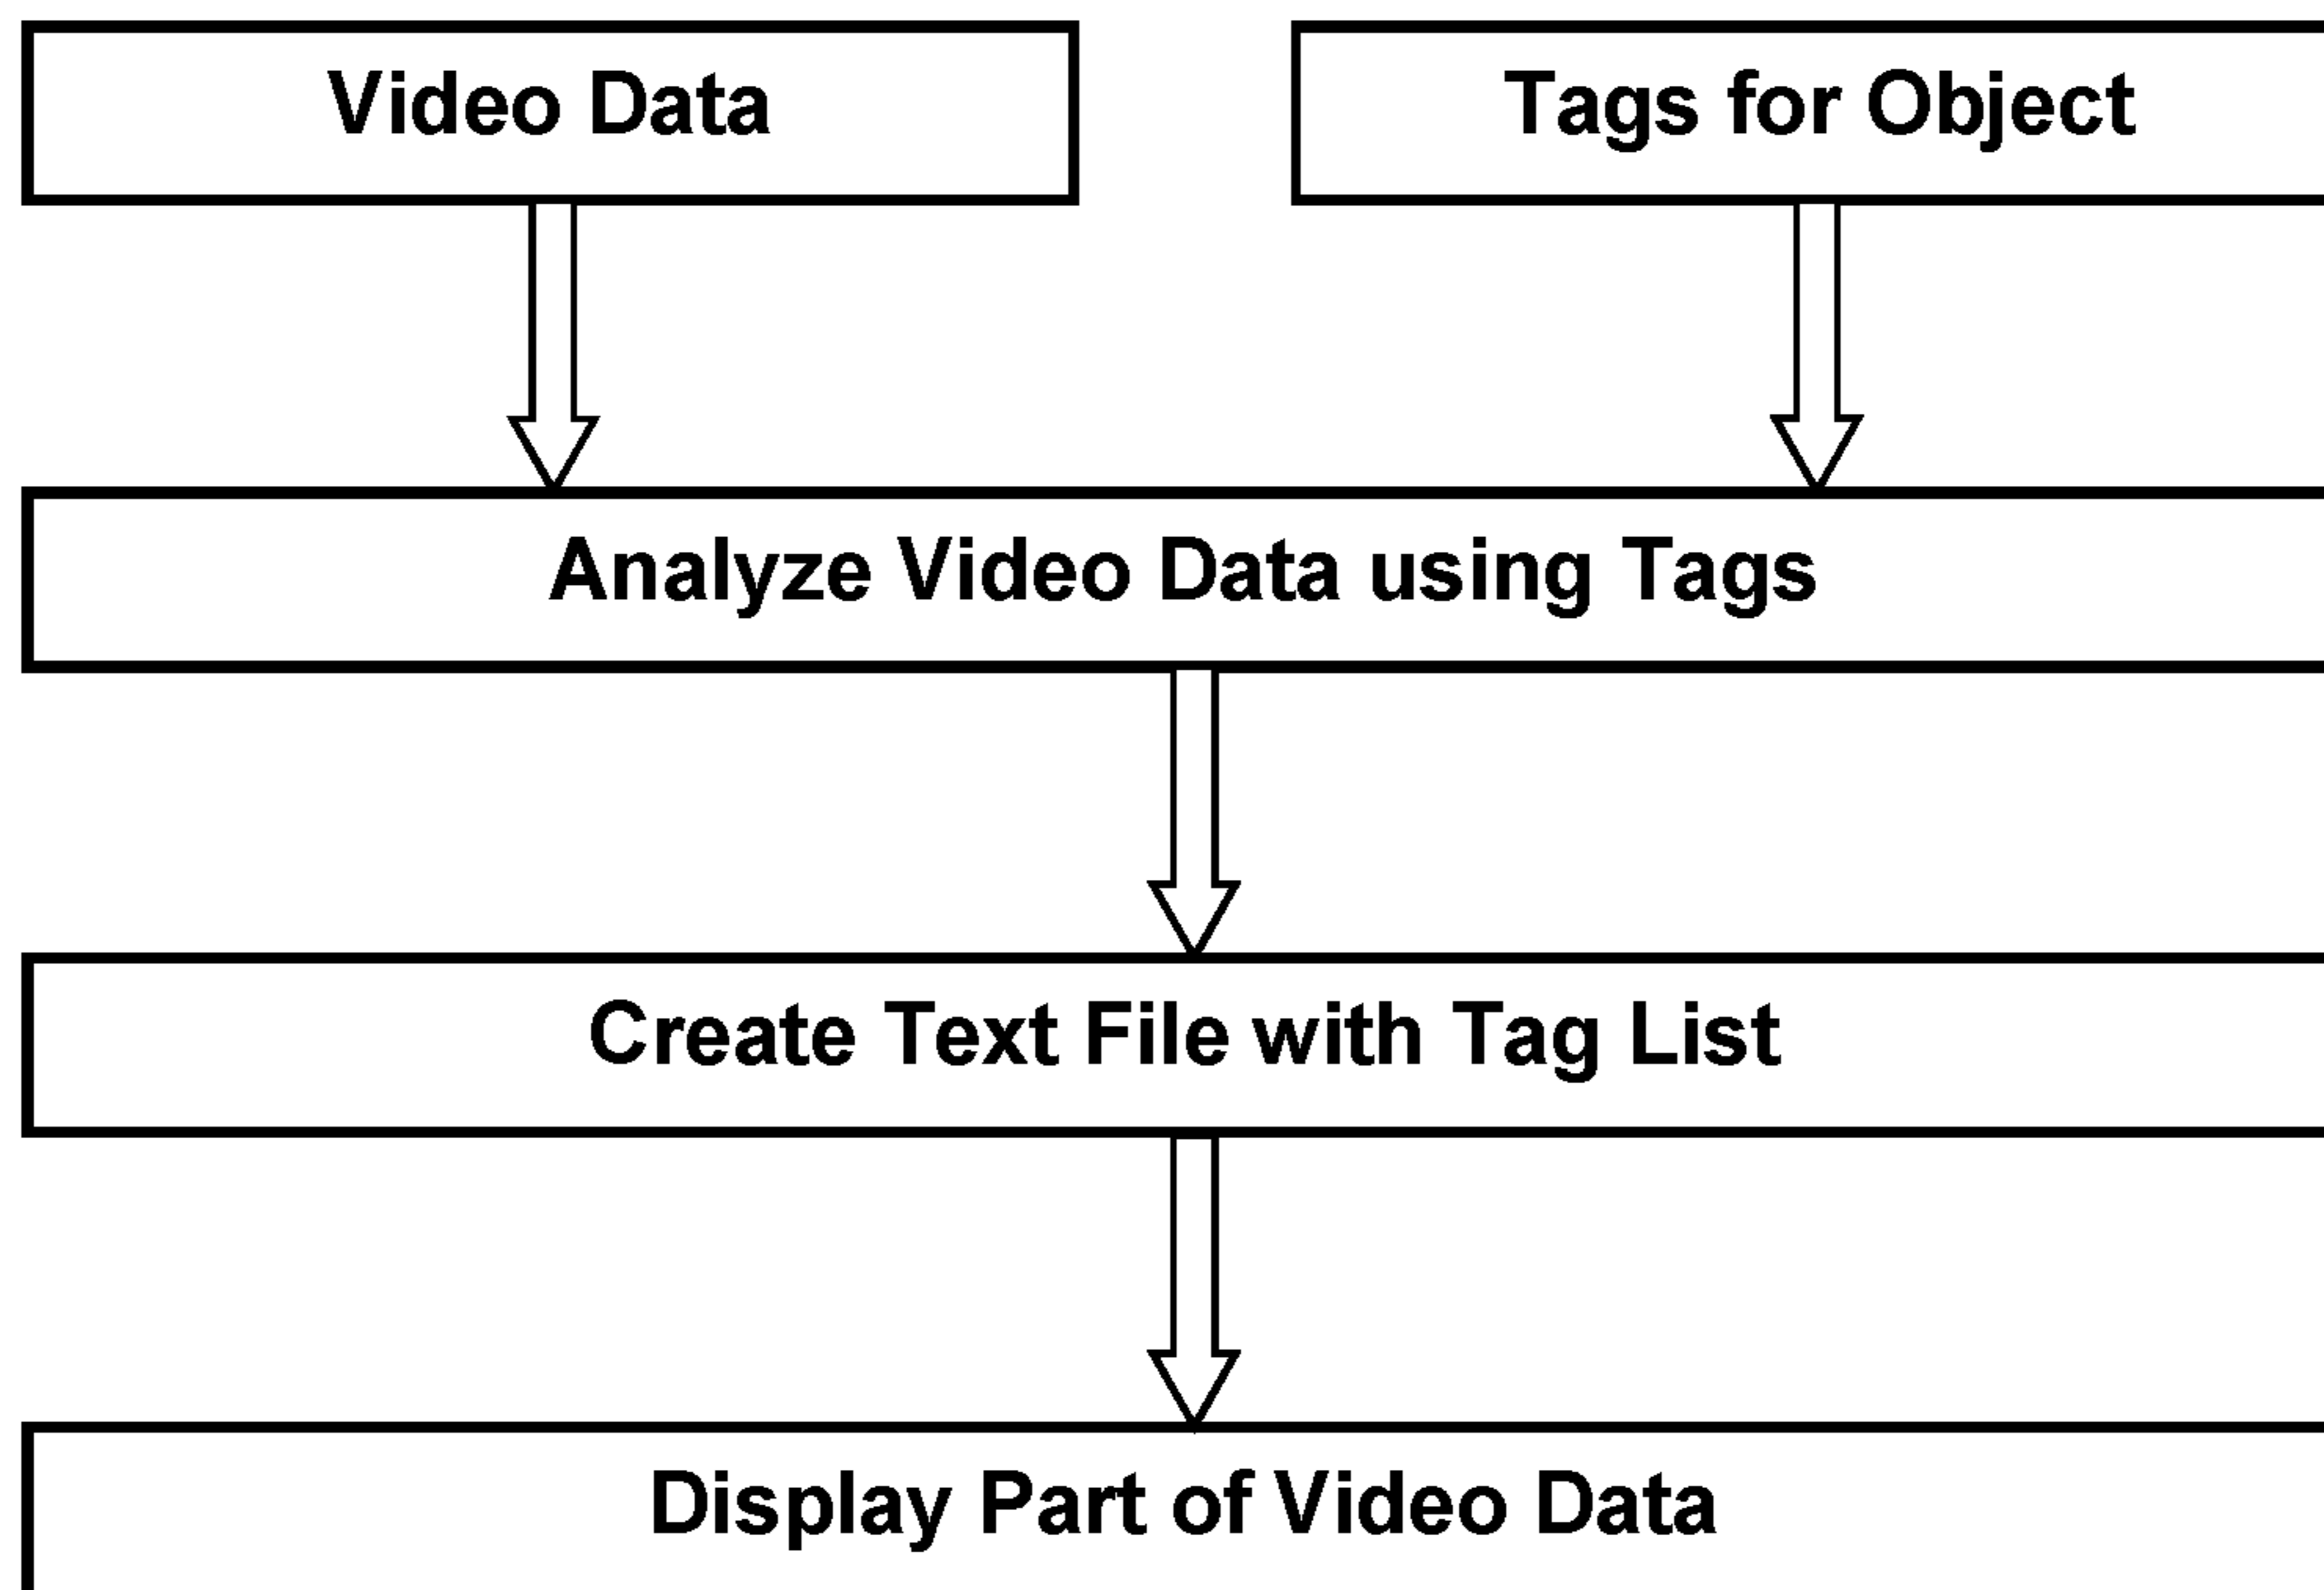 Video Data
Tags for Object
Analyze Video Data using Tags
Create Text File with Tag List
Display Part of Video Data